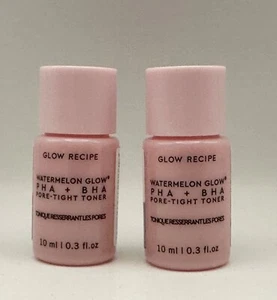 GLOW RECIPE
WATERMELON GLOW®
PHA + BHA
PORE-TIGHT TONER
TONIQUE RESSERRANT LES PORES
10 ml | 0.3 fl.oz
GLOW RECIPE
WATERMELON GLOW®
PHA + BHA
PORE-TIGHT TONER
TONIQUE RESSERRANT LES PORES
10 ml | 0.3 fl.oz